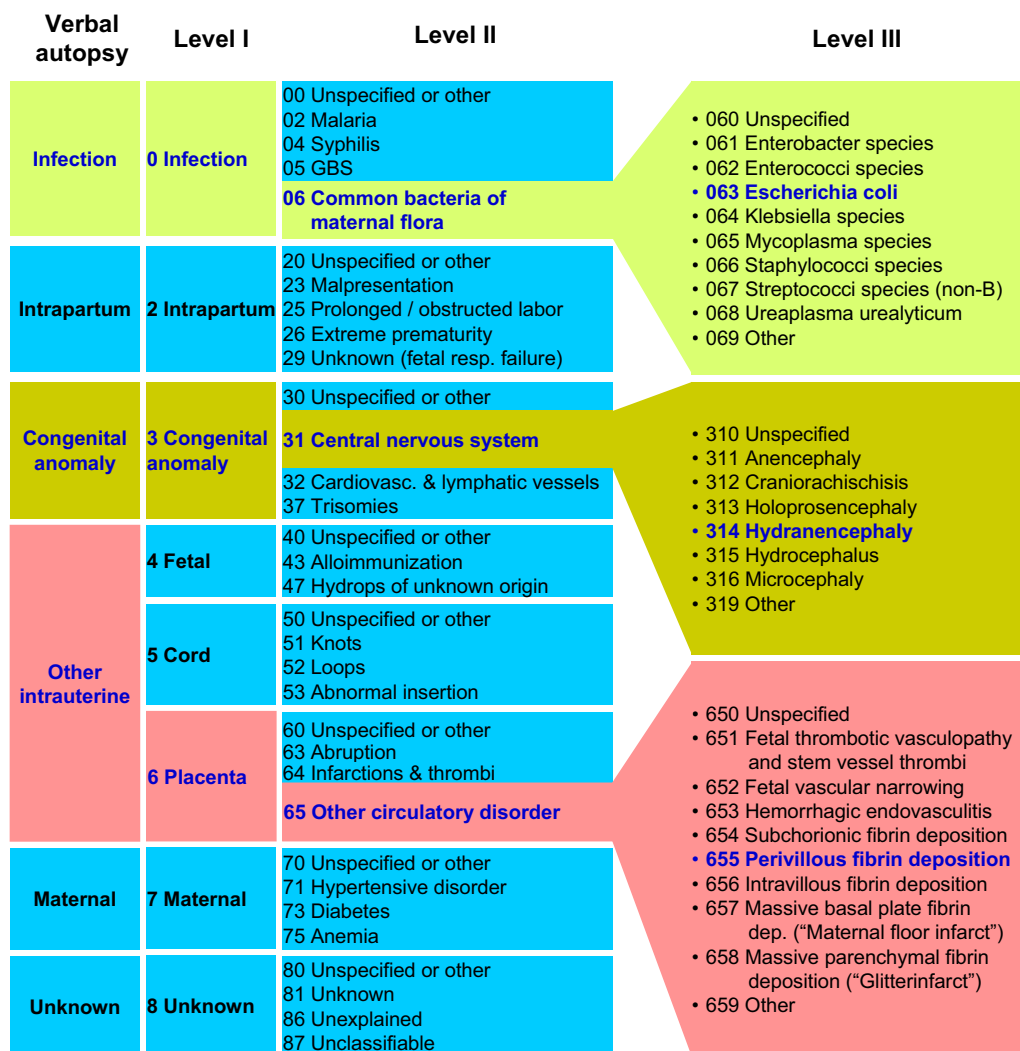 Verbal
autopsy
Level I
Level II
Level III
Infection
0 Infection
00 Unspecified or other
02 Malaria
04 Syphilis
05 GBS
06 Common bacteria of
maternal flora
• 060 Unspecified
• 061 Enterobacter species
• 062 Enterococci species
• 063 Escherichia coli
• 064 Klebsiella species
• 065 Mycoplasma species
• 066 Staphylococci species
• 067 Streptococci species (non-B)
• 068 Ureaplasma urealyticum
• 069 Other
Intrapartum
2 Intrapartum
20 Unspecified or other
23 Malpresentation
25 Prolonged / obstructed labor
26 Extreme prematurity
29 Unknown (fetal resp. failure)
Congenital
anomaly
3 Congenital
anomaly
30 Unspecified or other
31 Central nervous system
32 Cardiovasc. & lymphatic vessels
37 Trisomies
• 310 Unspecified
• 311 Anencephaly
• 312 Craniorachischisis
• 313 Holoprosencephaly
• 314 Hydranencephaly
• 315 Hydrocephalus
• 316 Microcephaly
• 319 Other
Other
intrauterine
4 Fetal
40 Unspecified or other
43 Alloimmunization
47 Hydrops of unknown origin
5 Cord
50 Unspecified or other
51 Knots
52 Loops
53 Abnormal insertion
6 Placenta
60 Unspecified or other
63 Abruption
64 Infarctions & thrombi
65 Other circulatory disorder
• 650 Unspecified
• 651 Fetal thrombotic vasculopathy
and stem vessel thrombi
• 652 Fetal vascular narrowing
• 653 Hemorrhagic endovasculitis
• 654 Subchorionic fibrin deposition
• 655 Perivillous fibrin deposition
• 656 Intravillous fibrin deposition
• 657 Massive basal plate fibrin
dep. (“Maternal floor infarct”)
• 658 Massive parenchymal fibrin
deposition (“Glitterinfarct”)
• 659 Other
Maternal
7 Maternal
70 Unspecified or other
71 Hypertensive disorder
73 Diabetes
75 Anemia
Unknown
8 Unknown
80 Unspecified or other
81 Unknown
86 Unexplained
87 Unclassifiable